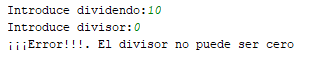 Introduce dividendo:10
Introduce divisor:0
¡¡¡Error!!!. El divisor no puede ser cero